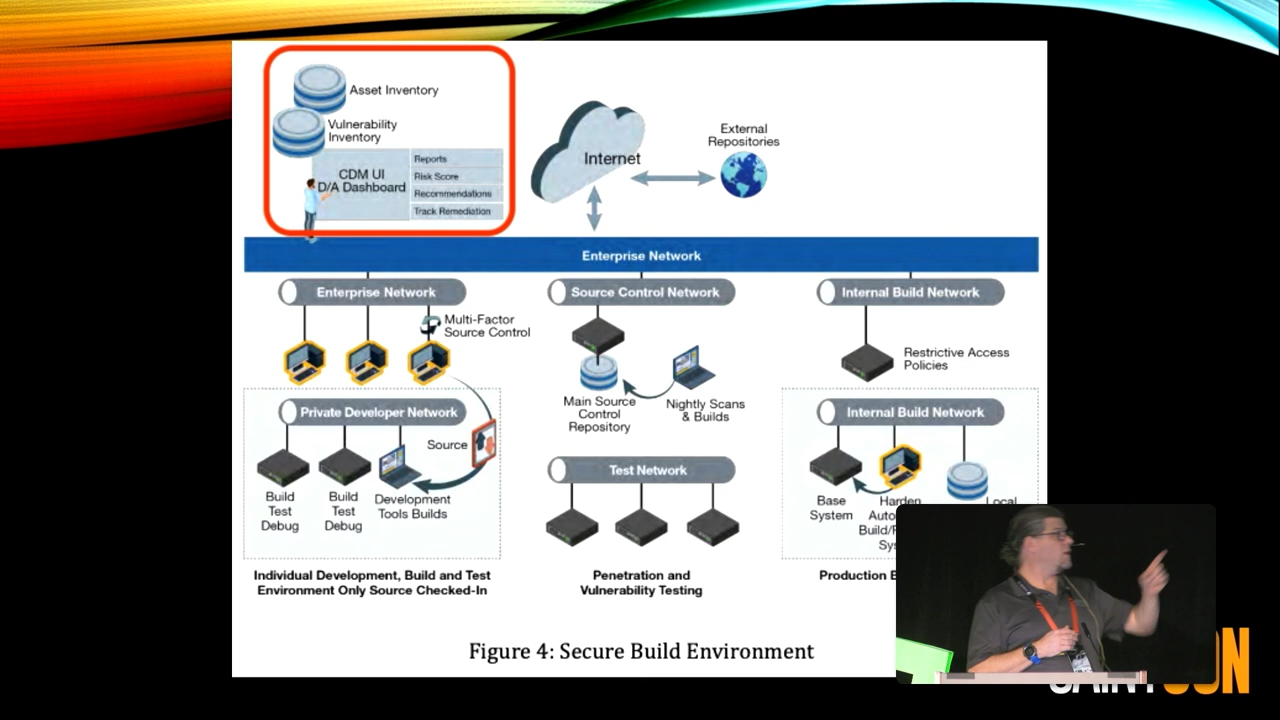 Asset Inventory
Vulnerability
Inventory
CDM UI
D/A Dashboard
Reports
Risk Score
Recommendations
Track Remediation
Internet
External
Repositories
Enterprise Network
Enterprise Network
Multi-Factor
Source Control
Private Developer Network
Source
Build
Test
Debug
Build
Test
Debug
Development
Tools Builds
Individual Development, Build and Test
Environment Only Source Checked-In
Source Control Network
Main Source
Control
Repository
Nightly Scans
& Builds
Test Network
Penetration and
Vulnerability Testing
Internal Build Network
Restrictive Access
Policies
Internal Build Network
Base
System
Harden
Local
Production
Figure 4: Secure Build Environment